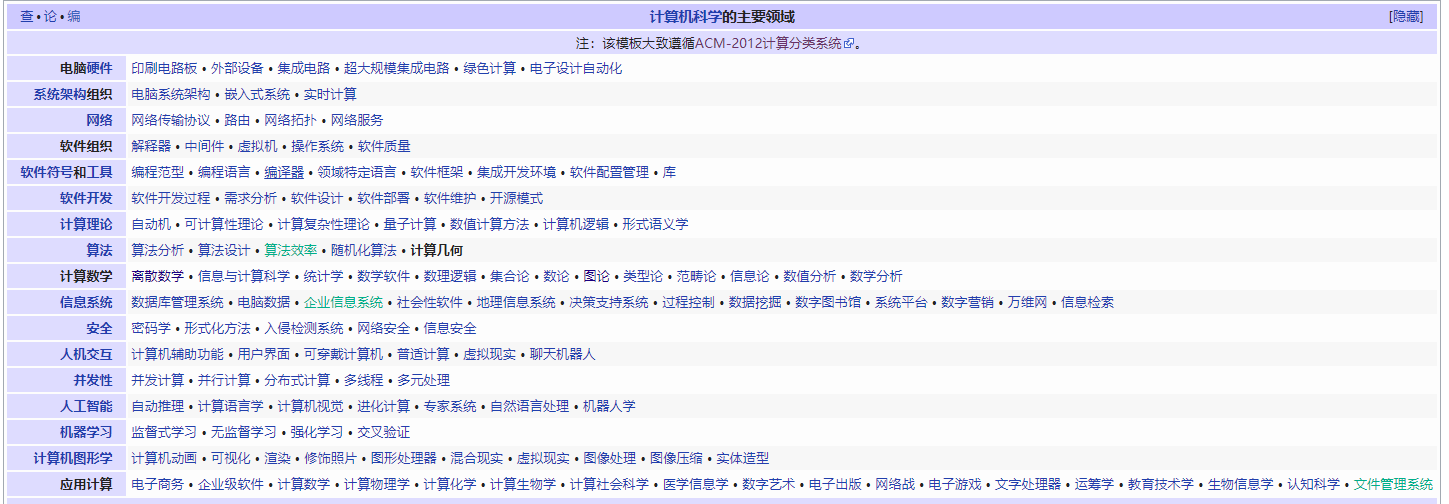 查 • 论 • 编 计算机科学的主要领域 [隐藏]
注：该模板大致遵循ACM-2012计算分类系统。
电脑硬件 印刷电路板 • 外部设备 • 集成电路 • 超大规模集成电路 • 绿色计算 • 电子设计自动化
系统架构组织 电脑系统架构 • 嵌入式系统 • 实时计算
网络 网络传输协议 • 路由 • 网络拓扑 • 网络服务
软件组织 解释器 • 中间件 • 虚拟机 • 操作系统 • 软件质量
软件符号和工具 编程范型 • 编程语言 • 编译器 • 领域特定语言 • 软件框架 • 集成开发环境 • 软件配置管理 • 库
软件开发 软件开发过程 • 需求分析 • 软件设计 • 软件部署 • 软件维护 • 开源模式
计算理论 自动机 • 可计算性理论 • 计算复杂性理论 • 量子计算 • 数值计算方法 • 计算机逻辑 • 形式语义学
算法 算法分析 • 算法设计 • 算法效率 • 随机化算法 • 计算几何
计算数学 离散数学 • 信息与计算科学 • 统计学 • 数学软件 • 数理逻辑 • 集合论 • 数论 • 图论 • 类型论 • 范畴论 • 信息论 • 数值分析 • 数学分析
信息系统 数据库管理系统 • 电脑数据 • 企业信息系统 • 社会性软件 • 地理信息系统 • 决策支持系统 • 过程控制 • 数据挖掘 • 数字图书馆 • 系统平台 • 数字营销 • 万维网 • 信息检索
安全 密码学 • 形式化方法 • 入侵检测系统 • 网络安全 • 信息安全
人机交互 计算机辅助功能 • 用户界面 • 可穿戴计算机 • 普适计算 • 虚拟现实 • 聊天机器人
并发性 并发计算 • 并行计算 • 分布式计算 • 多线程 • 多元处理
人工智能 自动推理 • 计算语言学 • 计算机视觉 • 进化计算 • 专家系统 • 自然语言处理 • 机器人学
机器学习 监督式学习 • 无监督学习 • 强化学习 • 交叉验证
计算机图形学 计算机动画 • 可视化 • 渲染 • 修饰照片 • 图形处理器 • 混合现实 • 虚拟现实 • 图像处理 • 图像压缩 • 实体造型
应用计算 电子商务 • 企业级软件 • 计算数学 • 计算物理学 • 计算化学 • 计算生物学 • 计算社会科学 • 医学信息学 • 数字艺术 • 电子出版 • 网络战 • 电子游戏 • 文字处理器 • 运筹学 • 教育技术学 • 生物信息学 • 认知科学 • 文件管理系统